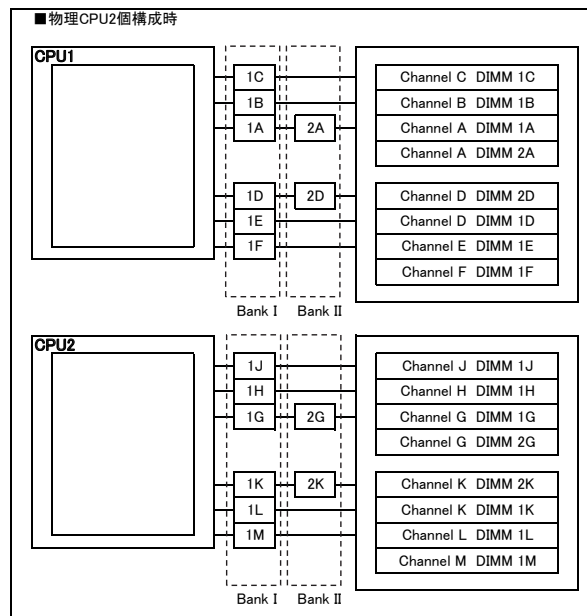 ■物理CPU2個構成時
CPU1
1C
1B
1A 2A
1D 2D
1E
1F
Bank I Bank II
Channel C DIMM 1C
Channel B DIMM 1B
Channel A DIMM 1A
Channel A DIMM 2A
Channel D DIMM 2D
Channel D DIMM 1D
Channel E DIMM 1E
Channel F DIMM 1F
CPU2
1J
1H
1G 2G
1K 2K
1L
1M
Bank I Bank II
Channel J DIMM 1J
Channel H DIMM 1H
Channel G DIMM 1G
Channel G DIMM 2G
Channel K DIMM 2K
Channel K DIMM 1K
Channel L DIMM 1L
Channel M DIMM 1M